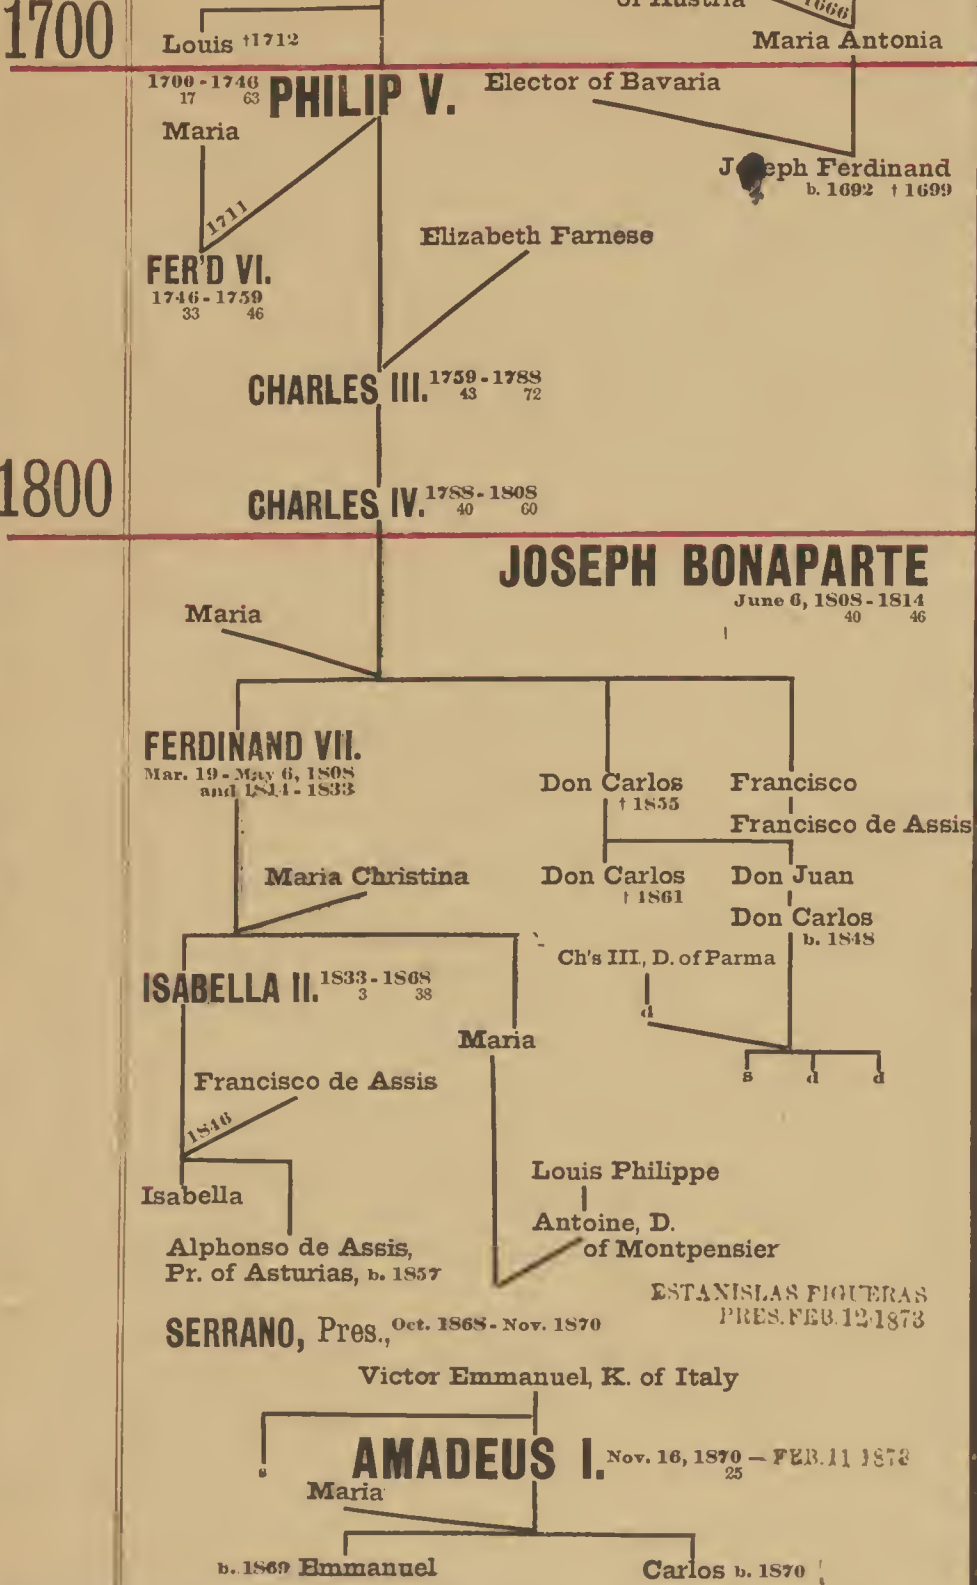 1700
of Austria
1666
Louis †1712
Maria Antonia
1700-1746
17 63
PHILIP V.
Elector of Bavaria
Maria
Ferdinand
b. 1692 † 1699
1711
Elizabeth Farnese
FER'D VI.
1746-1759
33 46
CHARLES III. 1759-1788
43 72
1800
CHARLES IV. 1788-1808
40 60
JOSEPH BONAPARTE
June 6, 1808-1814
40 46
Maria
FERDINAND VII.
Mar. 19-May 6, 1808
and 1814-1833
Don Carlos
† 1855
Francisco
Francisco de Assis
Maria Christina
Don Carlos
† 1861
Don Juan
Don Carlos
b. 1848
Ch's III., D. of Parma
d
ISABELLA II. 1833-1868
3 38
Maria
s d d
Francisco de Assis
1846
Isabella
Louis Philippe
Antoine, D.
of Montpensier
Alphonso de Assis,
Pr. of Asturias, b. 1857
ESTANISLAS FIGUERAS
PRES. FEB. 12 1873
SERRANO, Pres., Oct. 1868-Nov. 1870
Victor Emmanuel, K. of Italy
s
AMADEUS I. Nov. 16, 1870 — FEB. 11 1873
25
Maria
b. 1869 Emmanuel
Carlos b. 1870